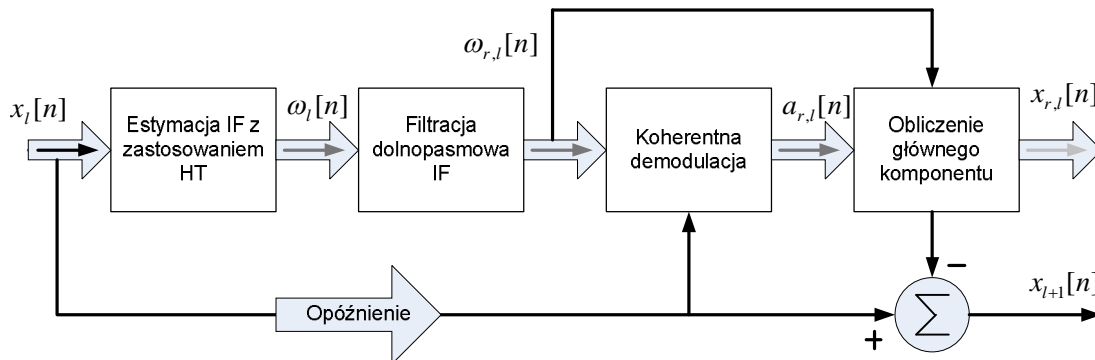 ω_{r,l}[n]
x_l[n]
Estymacja IF z
zastosowaniem
HT
ω_l[n]
Filtracja
dolnopasmowa
IF
Koherentna
demodulacja
a_{r,l}[n]
Obliczenie
głównego
komponentu
x_{r,l}[n]
Opóźnienie
+
−
Σ
x_{l+1}[n]